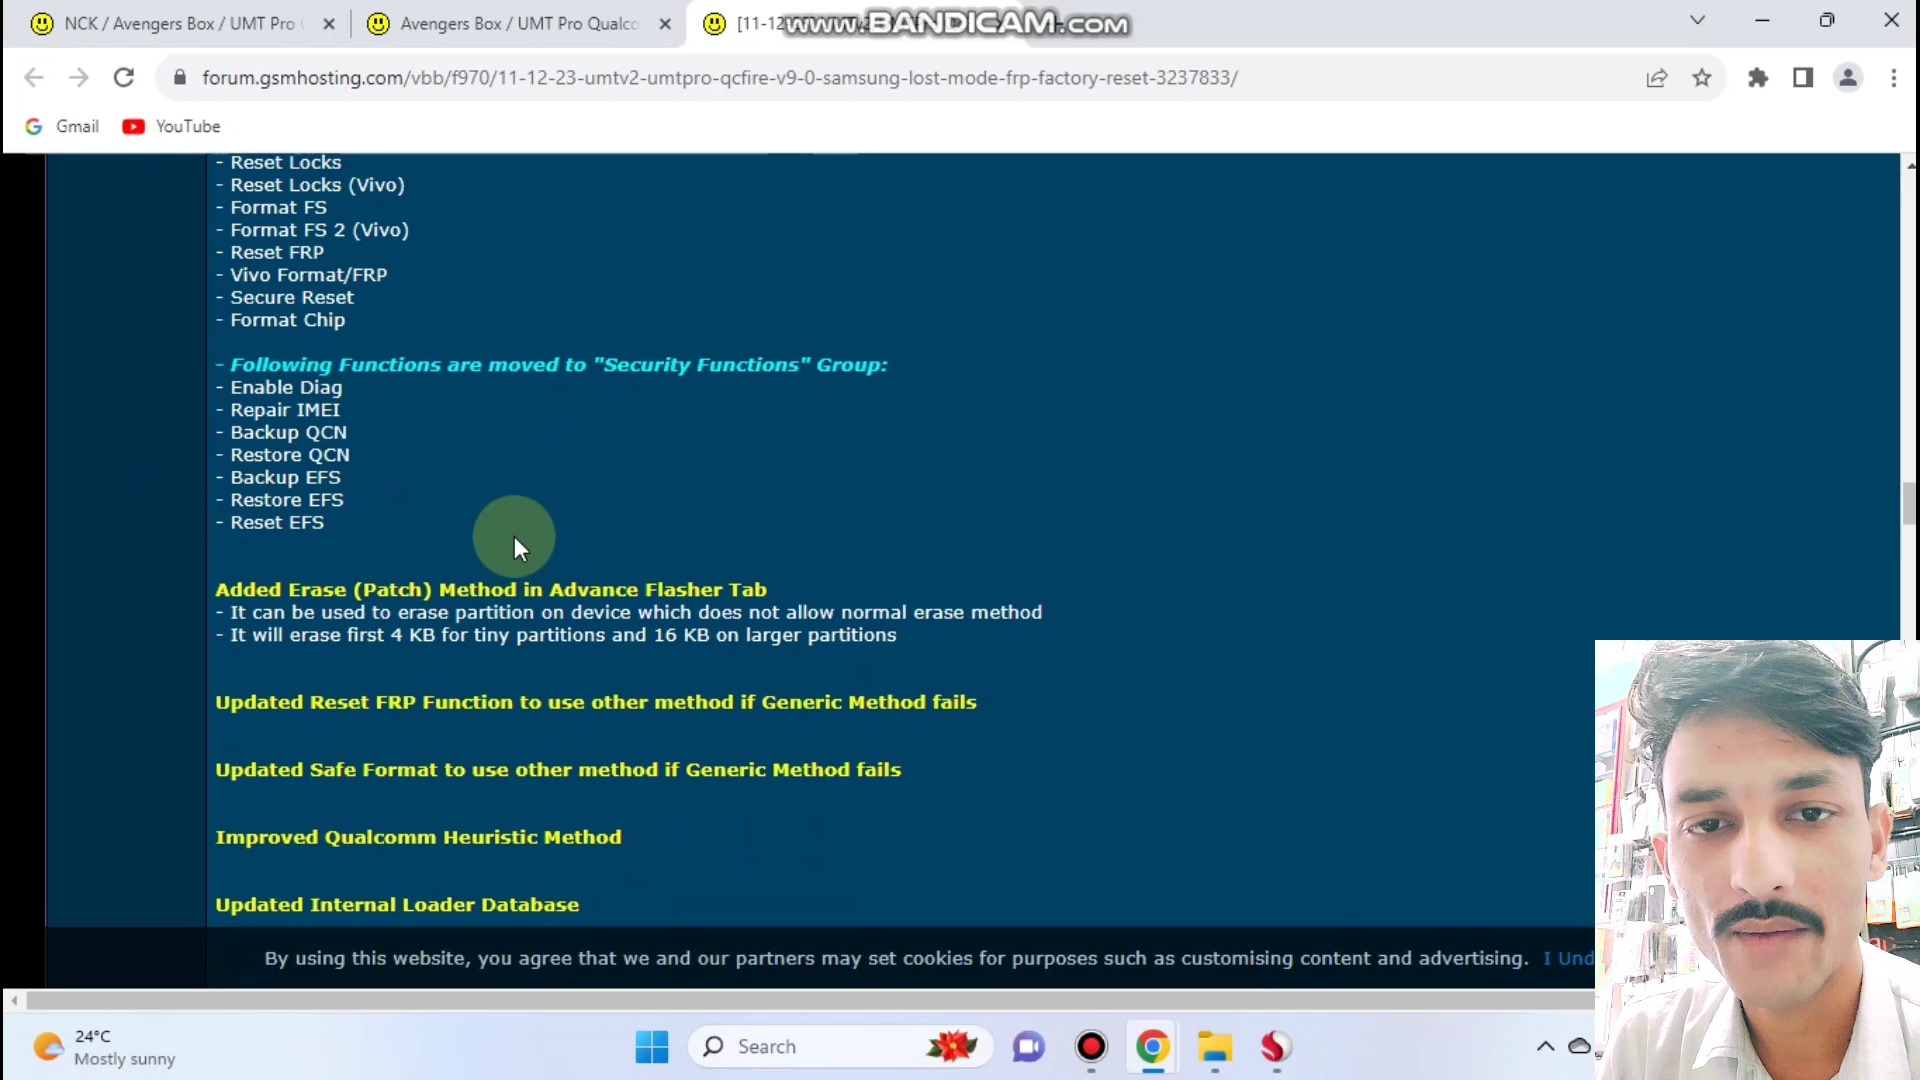 NCK / Avengers Box / UMT Pro
Avengers Box / UMT Pro Qualco
[11-12
www.BANDICAM.com
forum.gsmhosting.com/vbb/f970/11-12-23-umtv2-umtpro-qcfire-v9-0-samsung-lost-mode-frp-factory-reset-3237833/
Gmail
YouTube
- Reset Locks
- Reset Locks (Vivo)
- Format FS
- Format FS 2 (Vivo)
- Reset FRP
- Vivo Format/FRP
- Secure Reset
- Format Chip
- Following Functions are moved to "Security Functions" Group:
- Enable Diag
- Repair IMEI
- Backup QCN
- Restore QCN
- Backup EFS
- Restore EFS
- Reset EFS
Added Erase (Patch) Method in Advance Flasher Tab
- It can be used to erase partition on device which does not allow normal erase method
- It will erase first 4 KB for tiny partitions and 16 KB on larger partitions
Updated Reset FRP Function to use other method if Generic Method fails
Updated Safe Format to use other method if Generic Method fails
Improved Qualcomm Heuristic Method
Updated Internal Loader Database
By using this website, you agree that we and our partners may set cookies for purposes such as customising content and advertising. I Und
24°C
Mostly sunny
Search